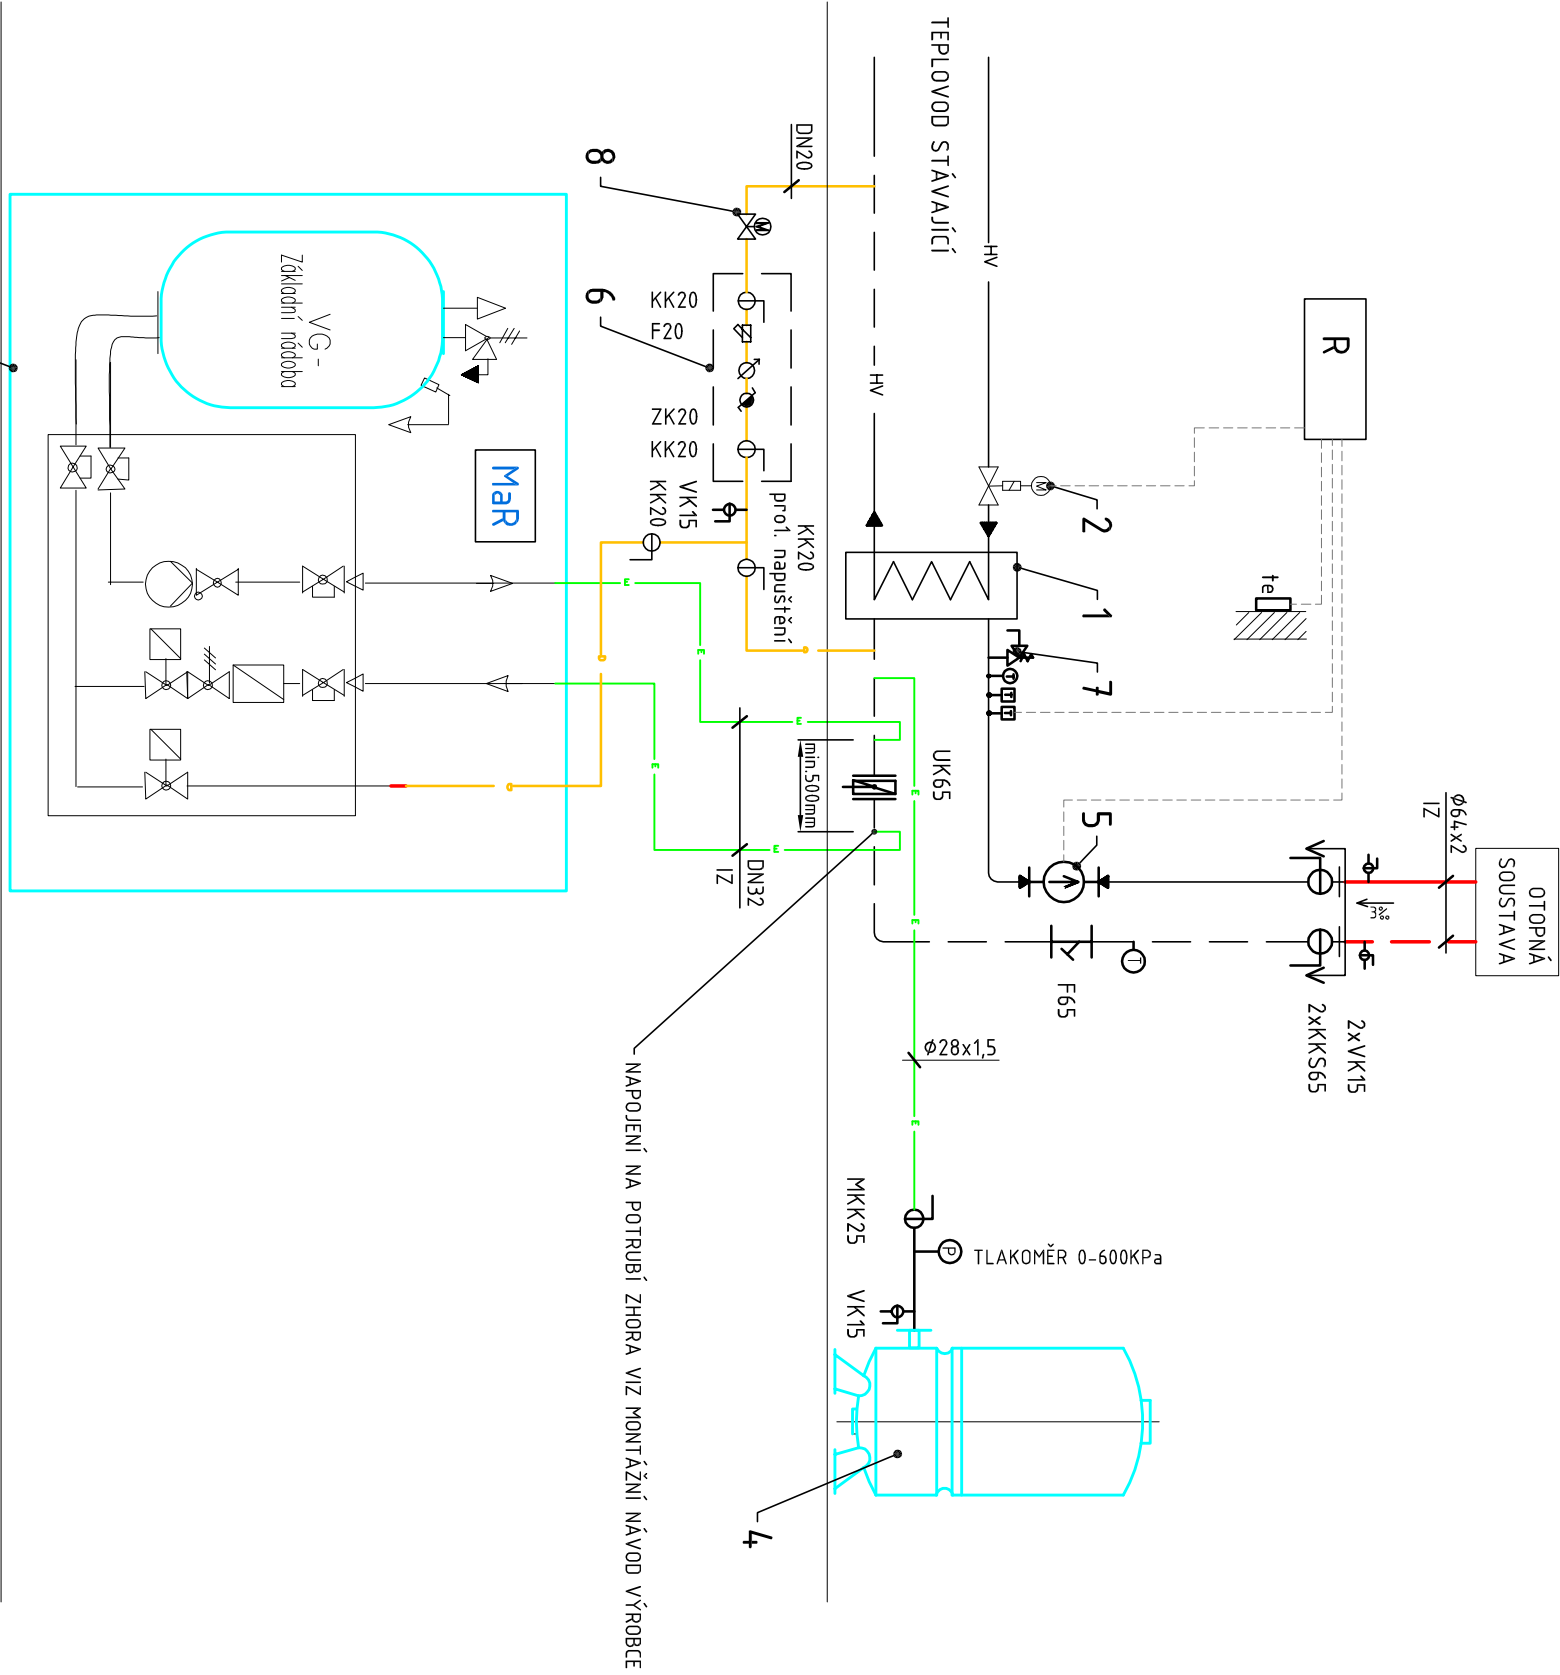 OTOPNÁ
SOUSTAVA
Ø64x2
IZ
3‰
2xVK15
2xKKS65
R
te
2
1
7
5
T
F65
M
T
T
T
TEPLOVOD STÁVAJÍCÍ
HV
HV
UK65
Ø28x1,5
TLAKOMĚR 0-600KPa
P
MKK25
VK15
4
DN20
8
M
6
KK20
F20
ZK20
KK20
VK15
KK20
KK20
prot. napuštění
min.500mm
DN32
IZ
NAPOJENÍ NA POTRUBÍ ZHORA VIZ MONTÁŽNÍ NÁVOD VÝROBCE
E
E
E
E
E
E
E
E
D
D
D
MaR
VG-
Základní nádoba